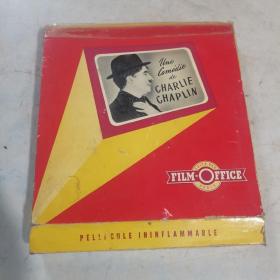 Une
Comédie
de
CHARLIE
CHAPLIN
FILM-OFFICE
PELLICULE ININFLAMMABLE